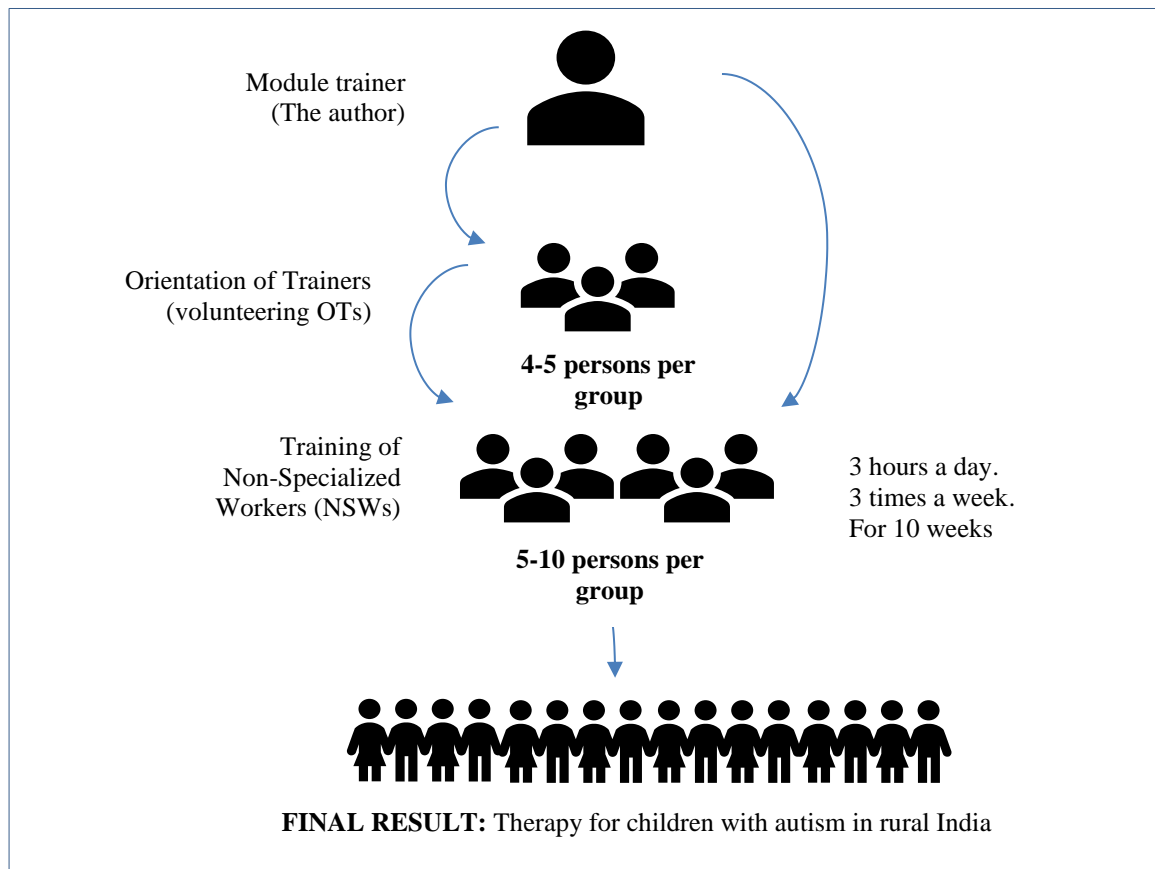 Module trainer
(The author)
Orientation of Trainers
(volunteering OTs)
4-5 persons per
group
Training of
Non-Specialized
Workers (NSWs)
3 hours a day.
3 times a week.
For 10 weeks
5-10 persons per
group
FINAL RESULT: Therapy for children with autism in rural India